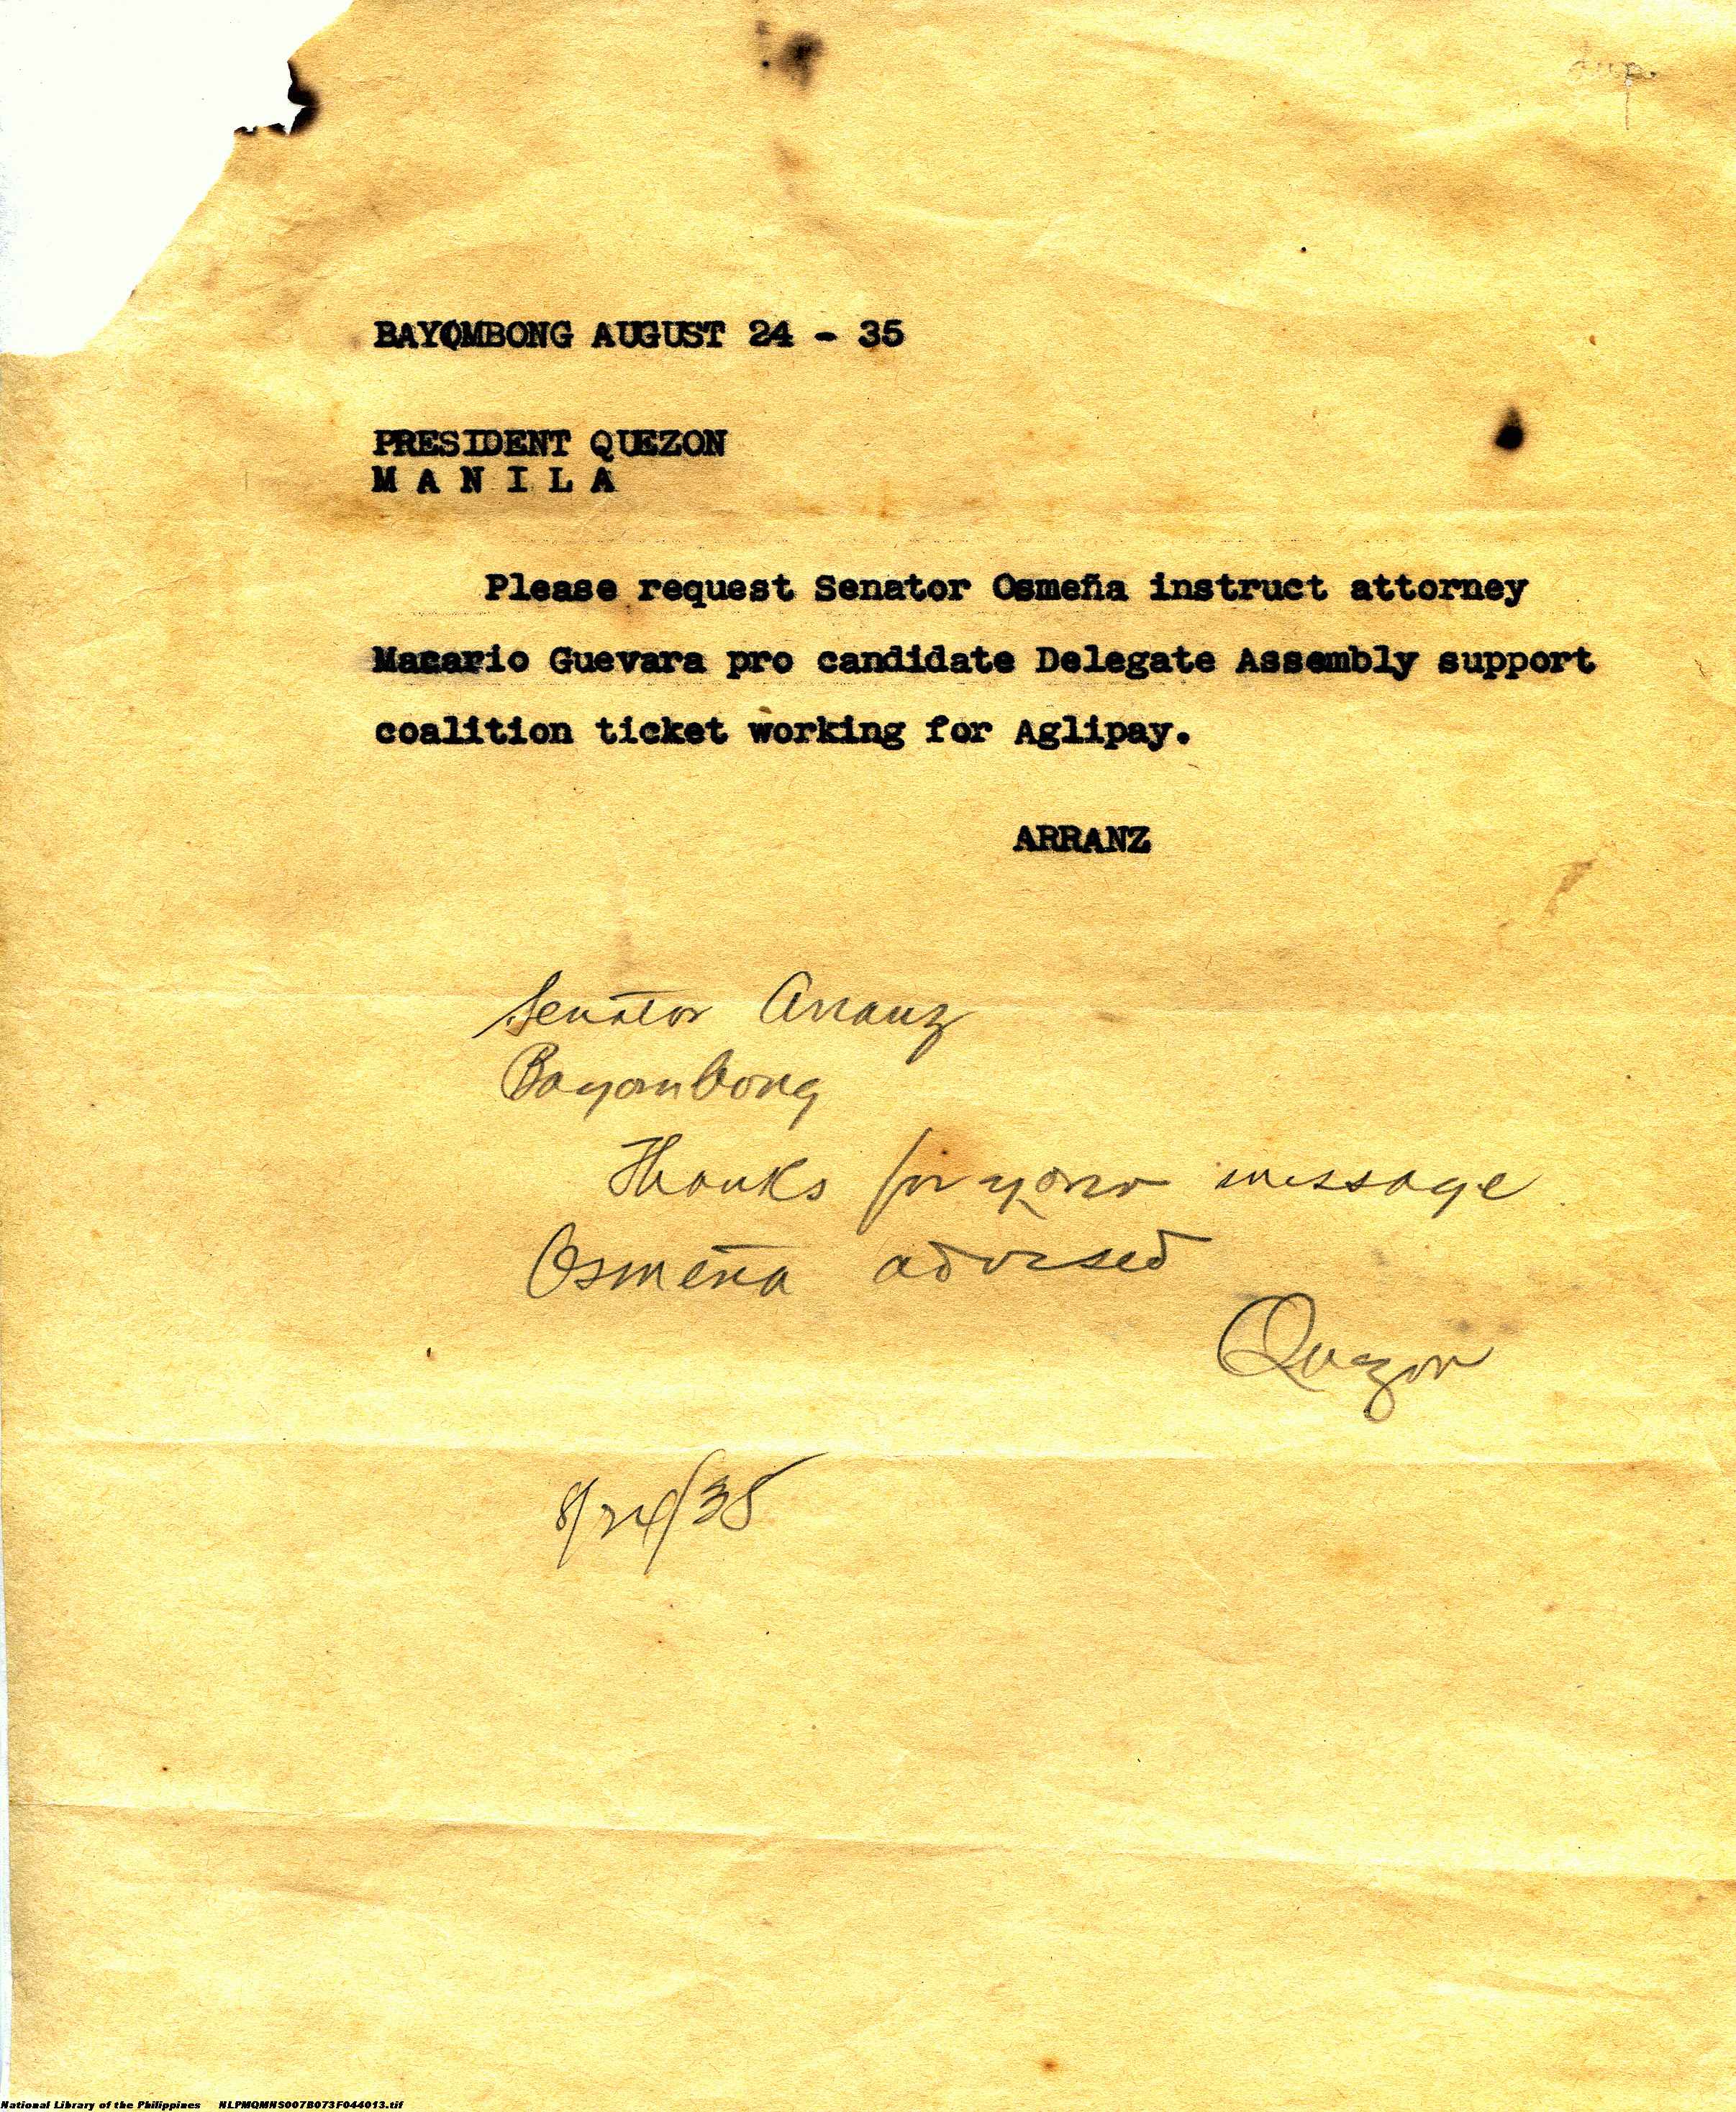 dup.
BAYOMBONG AUGUST 24 - 35
PRESIDENT QUEZON
M A N I L A
Please request Senator Osmeña instruct attorney
Macario Guevara pro candidate Delegate Assembly support
coalition ticket working for Aglipay.
ARRANZ
Senator Arranz
Bayombong
Thanks for your message
Osmeña advised
Quezon
8/24/35
National Library of the Philippines NLPMQMNS007B073F044013.tif